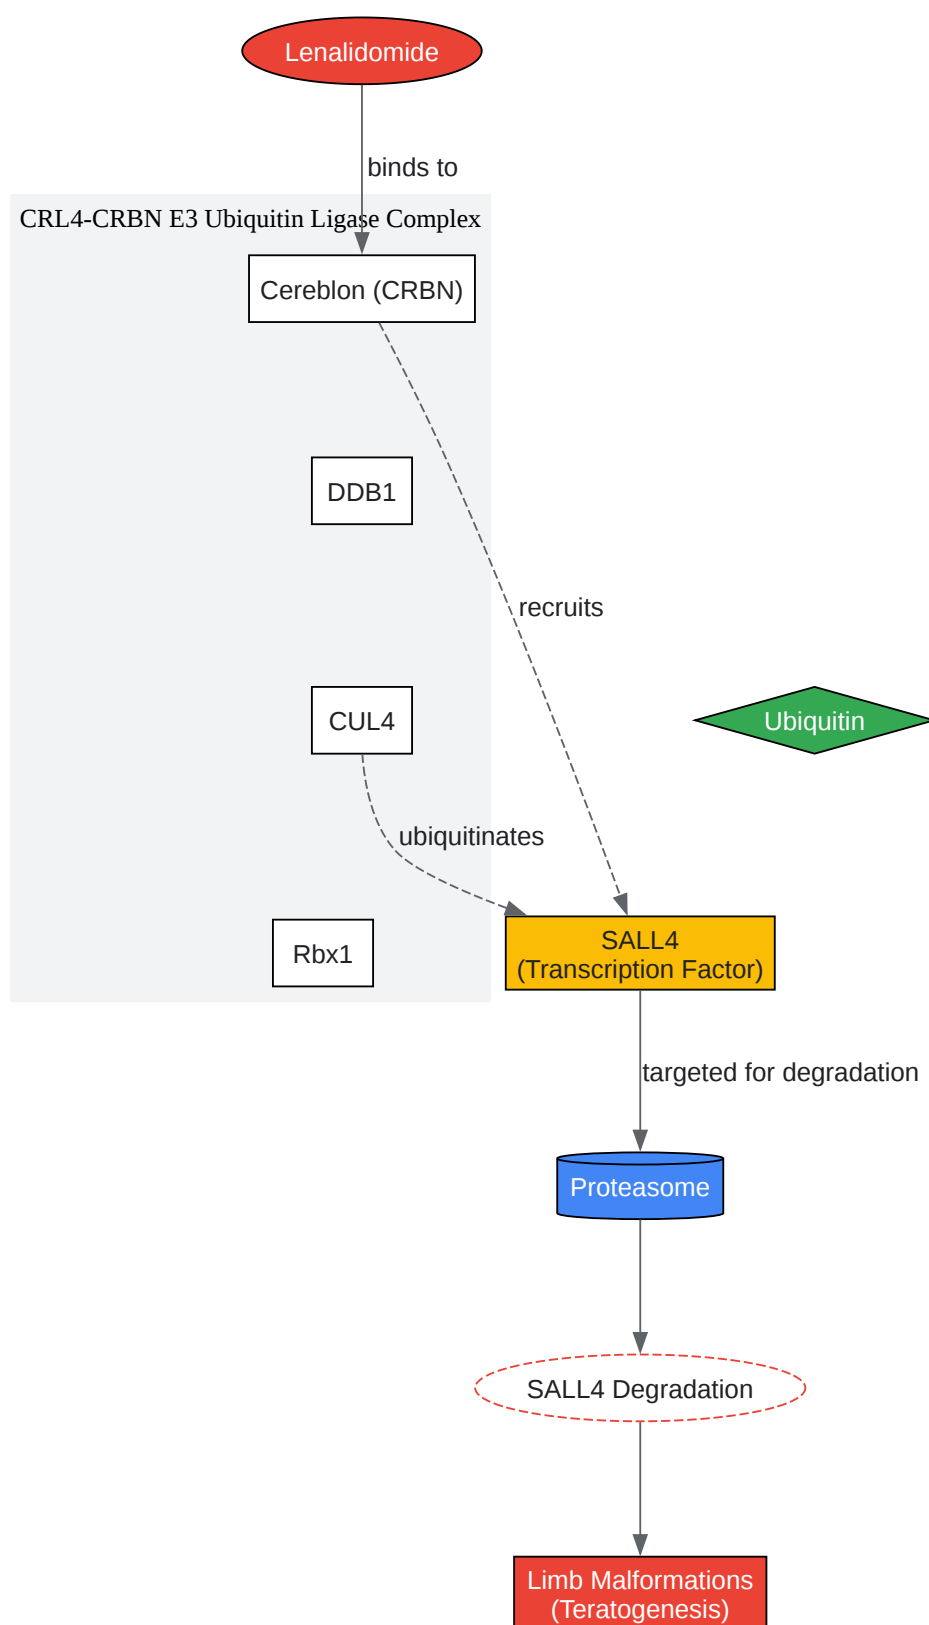 Lenalidomide
binds to
CRL4-CRBN E3 Ubiquitin Ligase Complex
Cereblon (CRBN)
DDB1
recruits
CUL4
Ubiquitin
ubiquitinates
Rbx1
SALL4
(Transcription Factor)
targeted for degradation
Proteasome
SALL4 Degradation
Limb Malformations
(Teratogenesis)